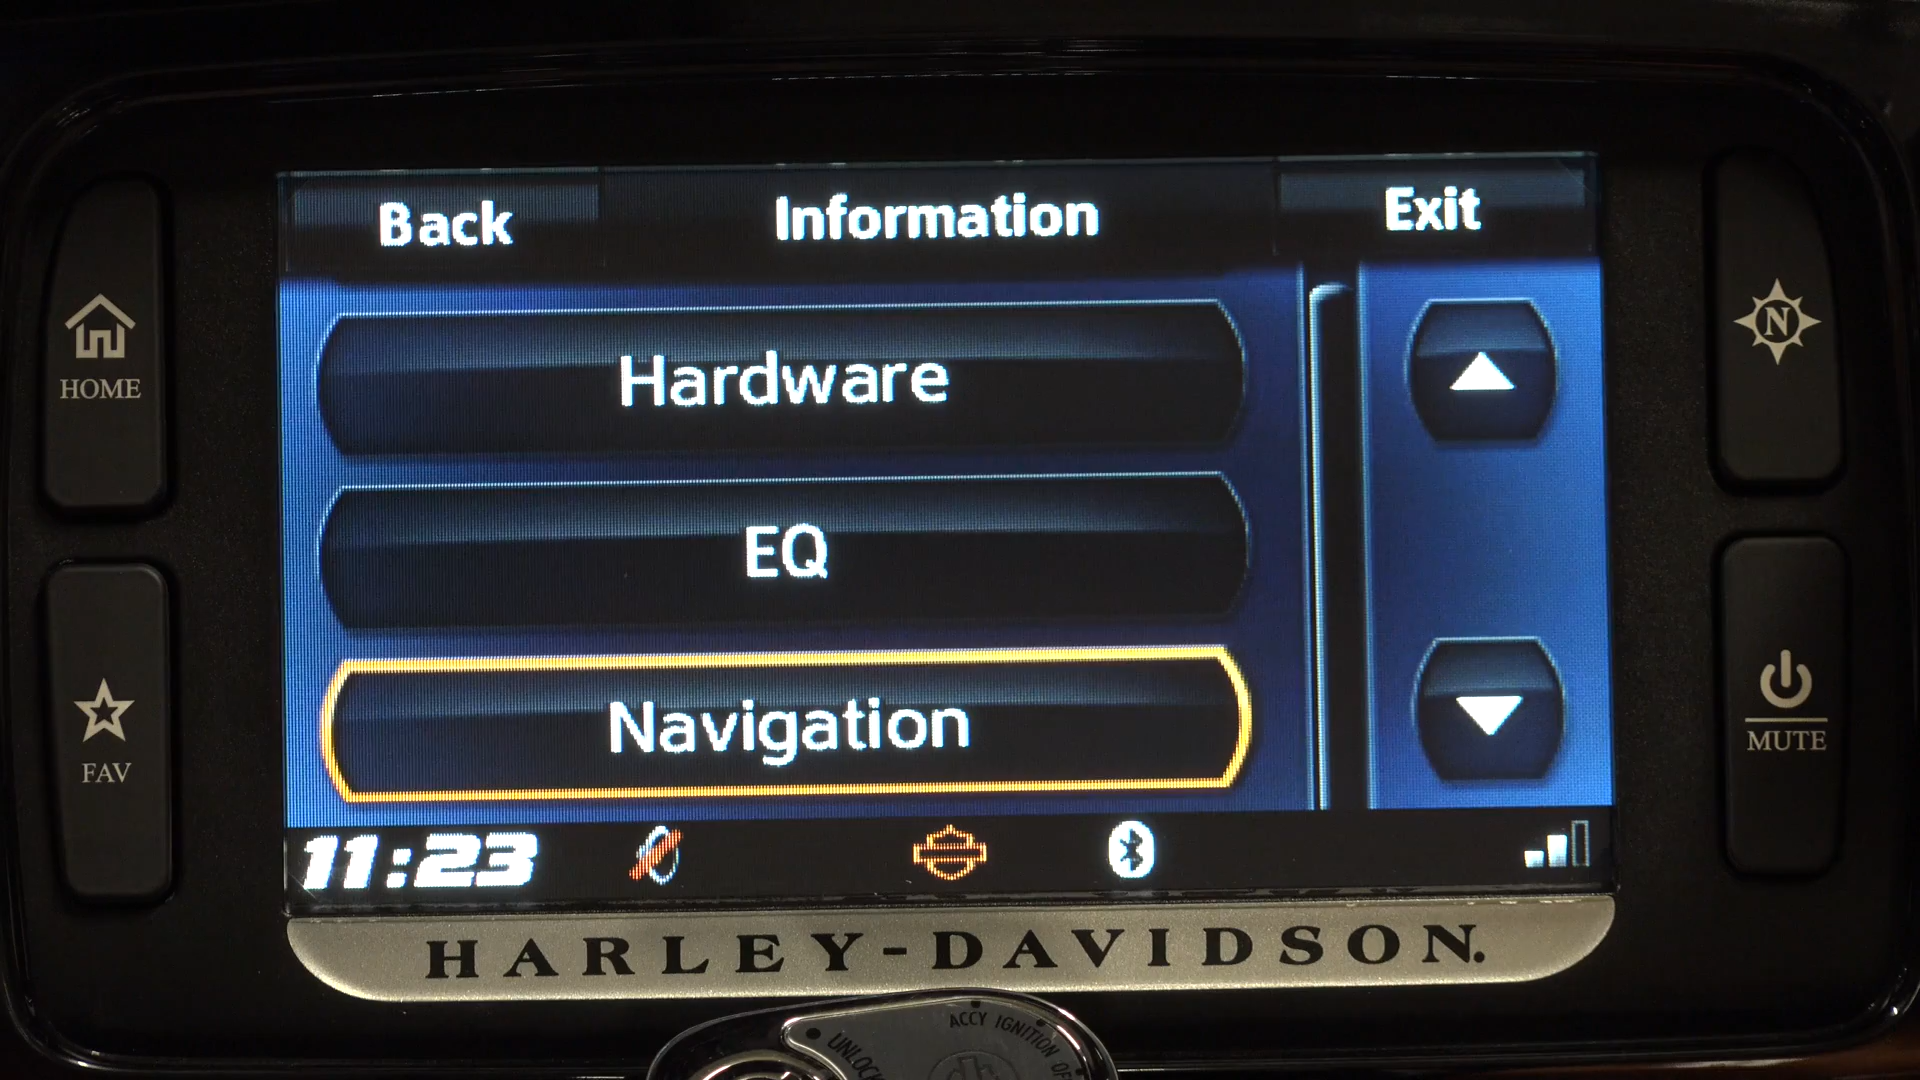 Back Information Exit
Hardware
HOME
N
EQ
Navigation
FAV
MUTE
11:23
HARLEY-DAVIDSON.
ACCY IGNITION